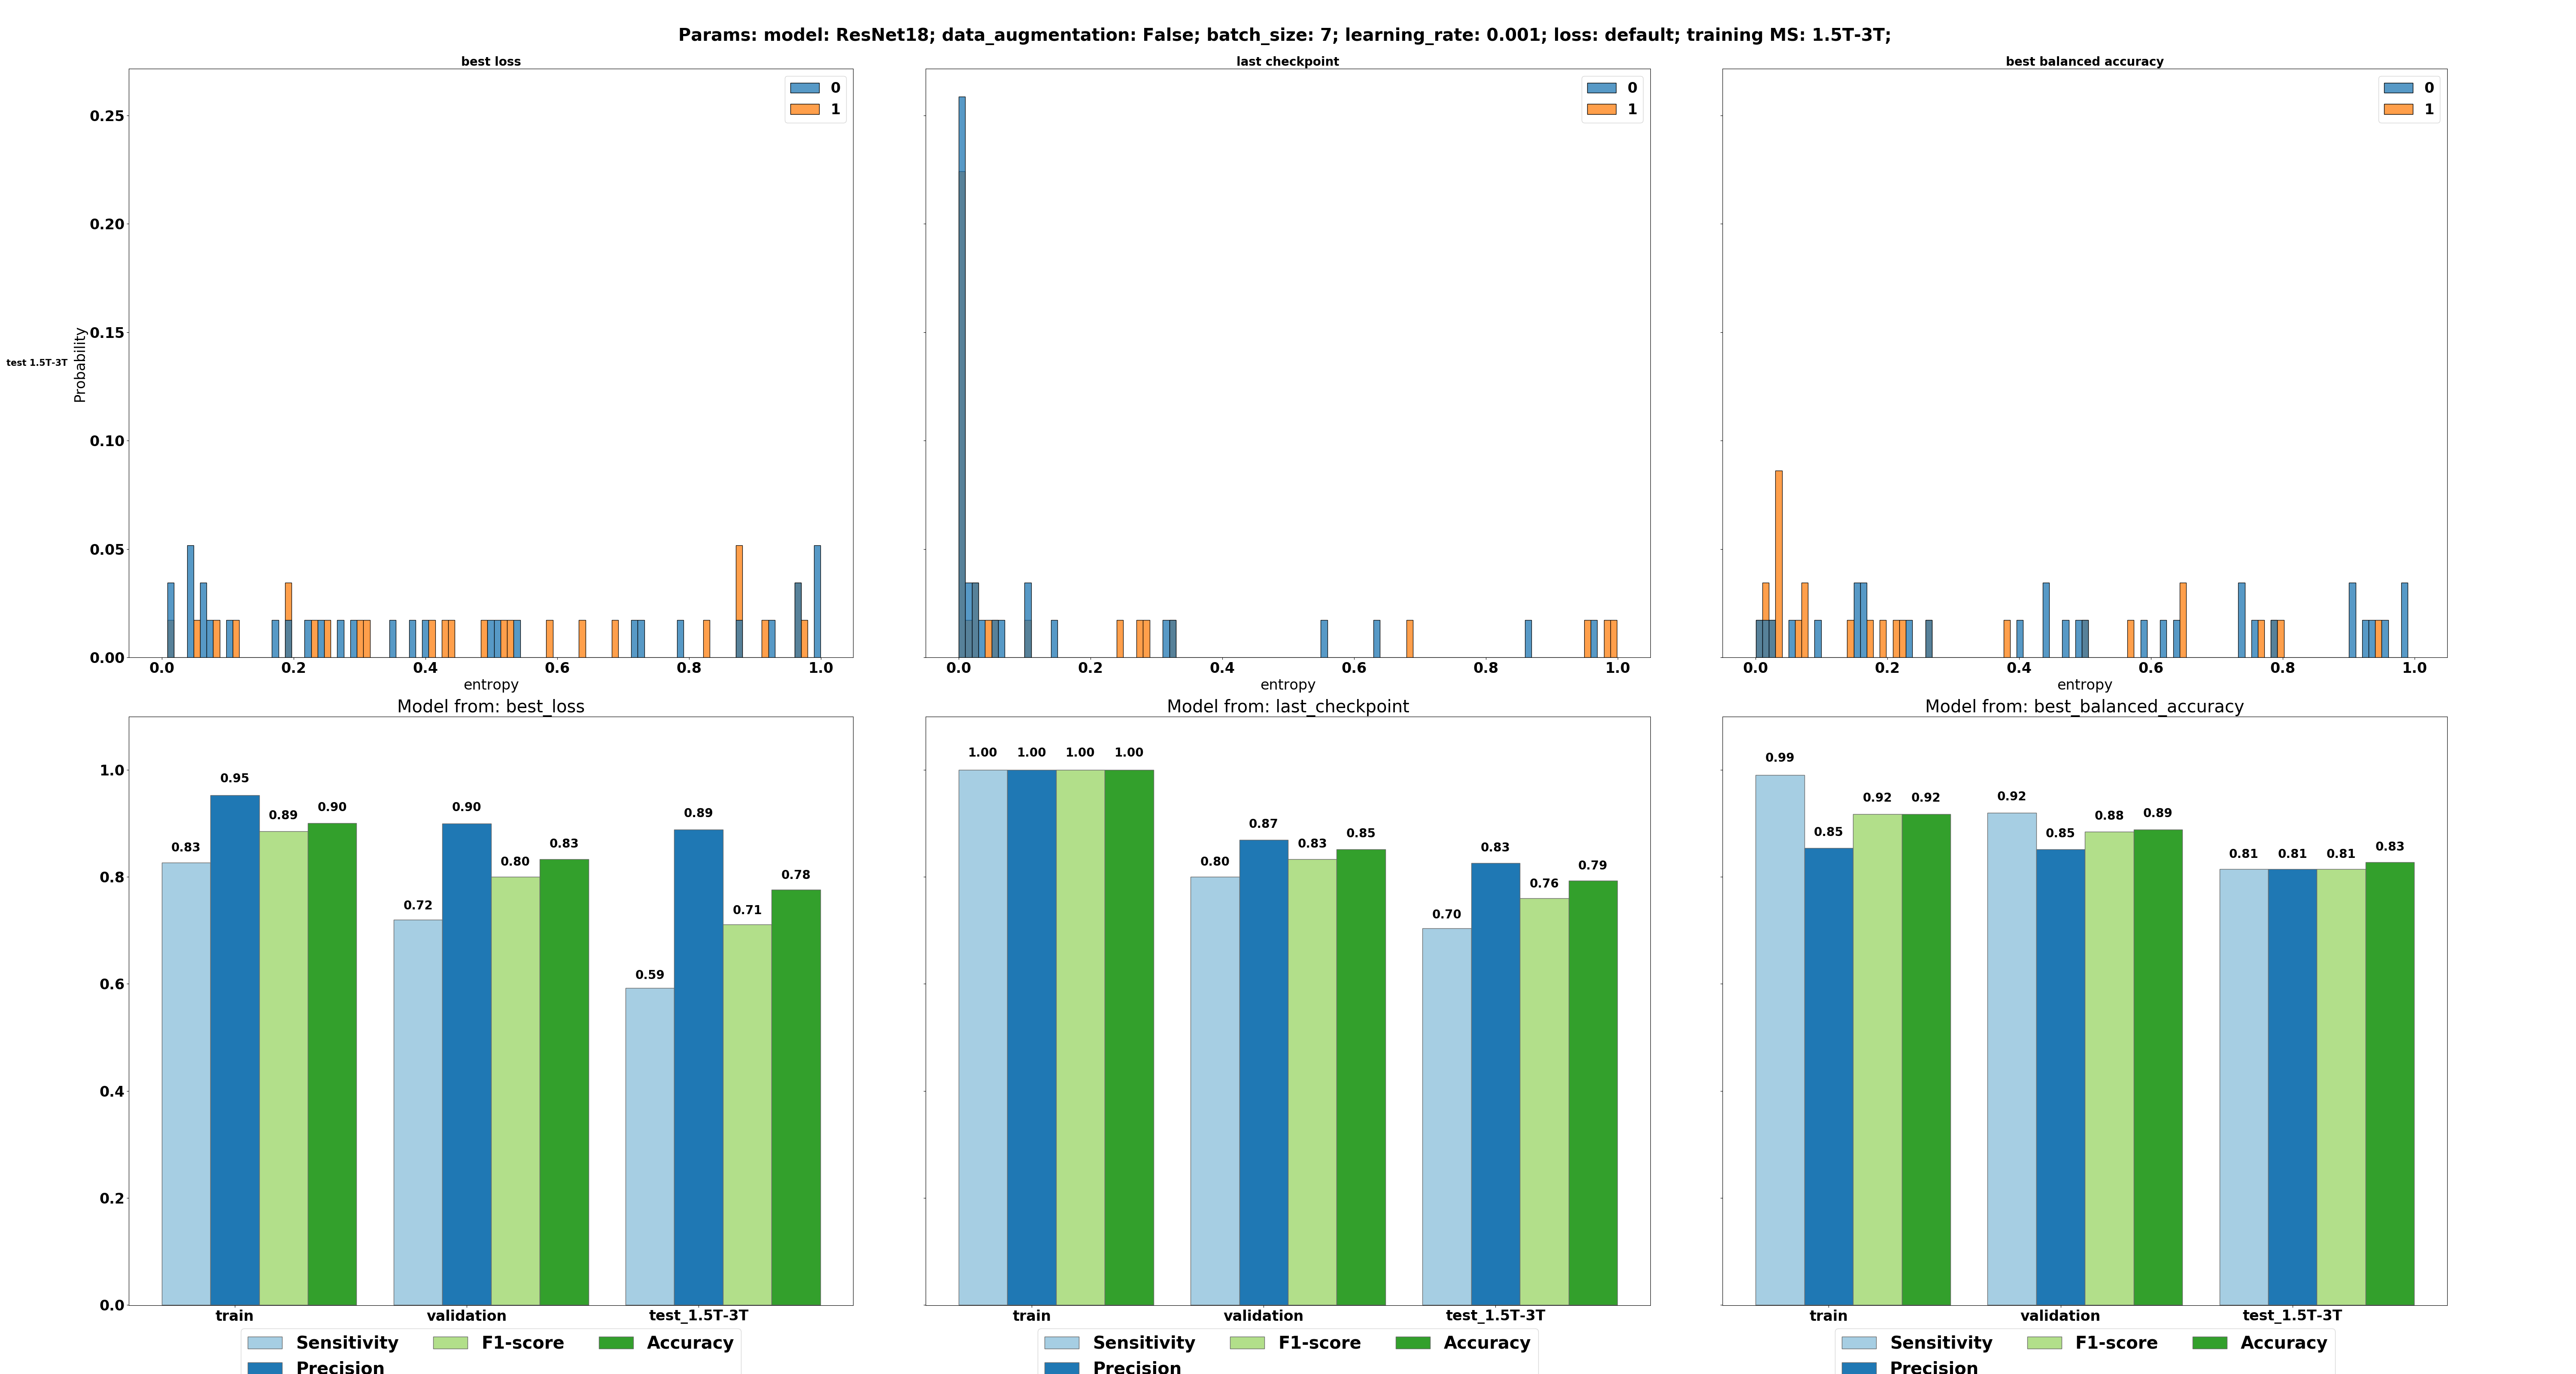 Params: model: ResNet18; data_augmentation: False; batch_size: 7; learning_rate: 0.001; loss: default; training MS: 1.5T-3T;
best loss
last checkpoint
best balanced accuracy
0
1
0
1
0
1
test 1.5T-3T
Probability
0.25
0.20
0.15
0.10
0.05
0.00
0.0 0.2 0.4 0.6 0.8 1.0
entropy
0.0 0.2 0.4 0.6 0.8 1.0
entropy
0.0 0.2 0.4 0.6 0.8 1.0
entropy
Model from: best_loss
1.0
0.8
0.6
0.4
0.2
0.0
0.83 0.95 0.89 0.90
0.72 0.90 0.80 0.83
0.59 0.89 0.71 0.78
train validation test_1.5T-3T
Sensitivity F1-score Accuracy
Precision
Model from: last_checkpoint
1.00 1.00 1.00 1.00
0.80 0.87 0.83 0.85
0.70 0.83 0.76 0.79
train validation test_1.5T-3T
Sensitivity F1-score Accuracy
Precision
Model from: best_balanced_accuracy
0.99 0.85 0.92 0.92
0.92 0.85 0.88 0.89
0.81 0.81 0.81 0.83
train validation test_1.5T-3T
Sensitivity F1-score Accuracy
Precision